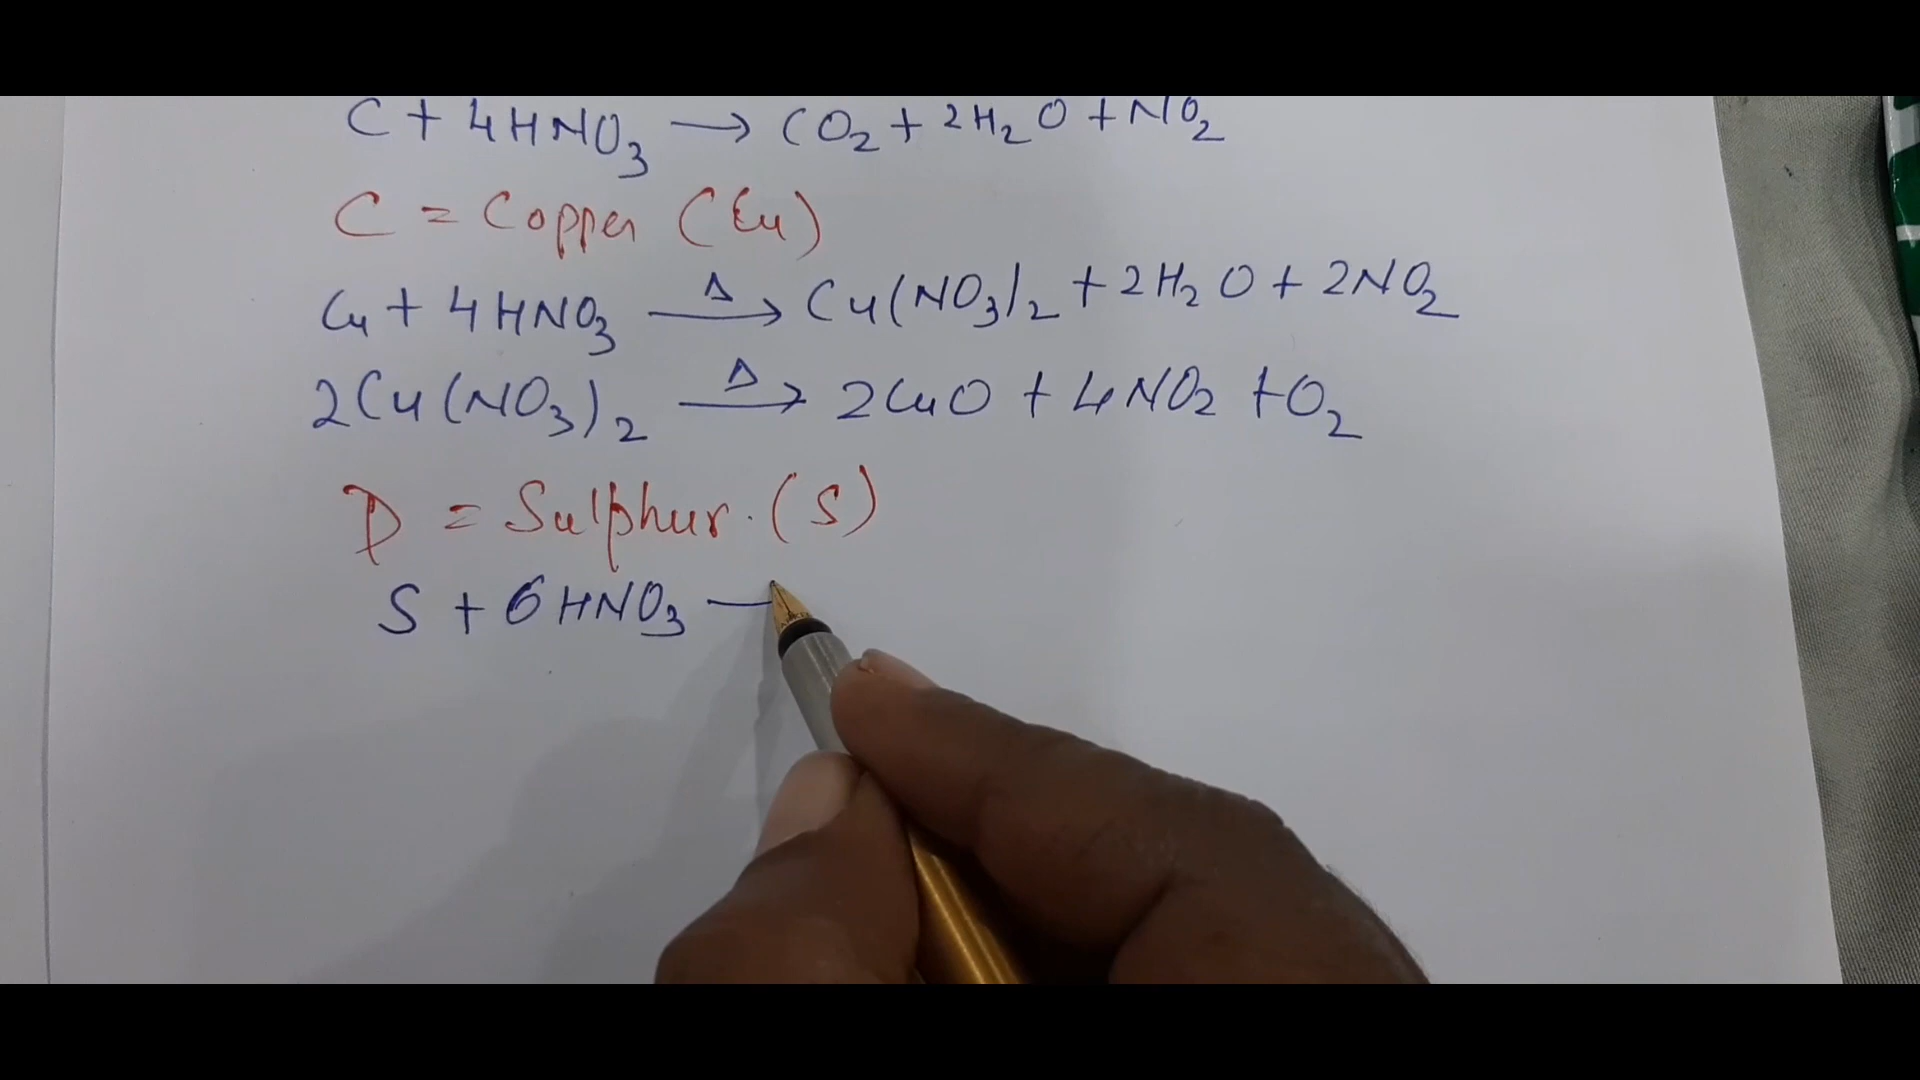 C + 4HNO3 → CO2 + 2H2O + NO2
C = Copper (Cu)
Cu + 4HNO3 —Δ→ Cu(NO3)2 + 2H2O + 2NO2
2Cu(NO3)2 —Δ→ 2CuO + 4NO2 + O2
D = Sulphur. (S)
S + 6HNO3 —